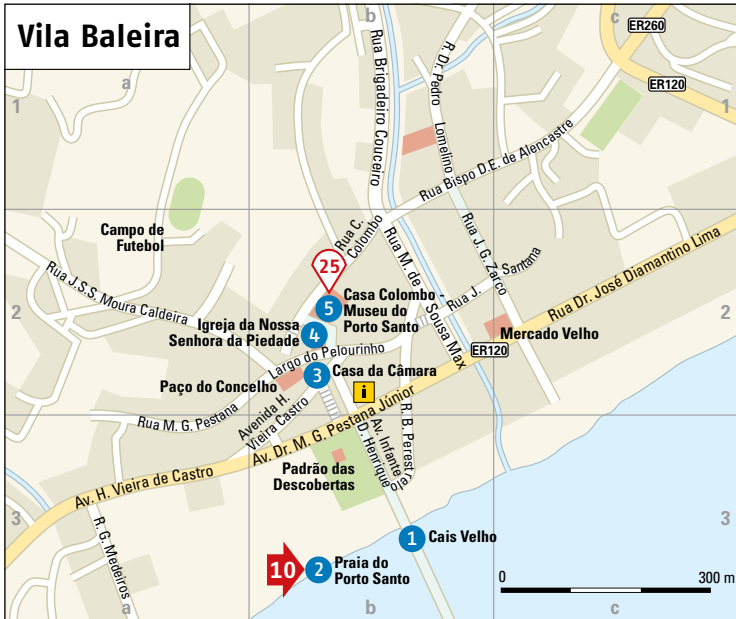 Vila Baleira
a
b
c
1
1
2
2
3
3
a
b
c
ER260
ER120
R. Dr. Pedro
Lomelino
Rua Brigadeiro Couceiro
Rua Bispo D.E. de Alencastre
Campo de
Futebol
Rua C.
Colombo
Rua M. de
Sousa Max
Rua J. G. Zarco
Rua J. Santana
Rua Dr. José Diamantino Lima
Rua J.S.S. Moura Caldeira
25
5
Casa Colombo -
Museu do
Porto Santo
4
Igreja da Nossa
Senhora da Piedade
Largo do Pelourinho
Mercado Velho
ER120
3
Casa da Câmara
Paço do Concelho
i
Rua M. G. Pestana
Avenida H.
Vieira Castro
Av. Dr. M. G. Pestana Júnior
Av. H. Vieira de Castro
R. G. Medeiros
Padrão das
Descobertas
Av. Infante
D. Henrique
R. B. Perestrelo
1
Cais Velho
10
2
Praia do
Porto Santo
0
300 m